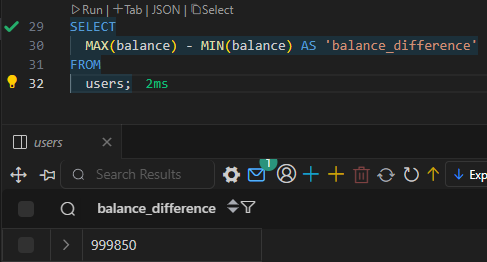 Run | Tab | JSON | Select
29 SELECT
30 MAX(balance) - MIN(balance) AS 'balance_difference'
31 FROM
32 users; 2ms
users
Search Results
1
Exp
balance_difference
999850